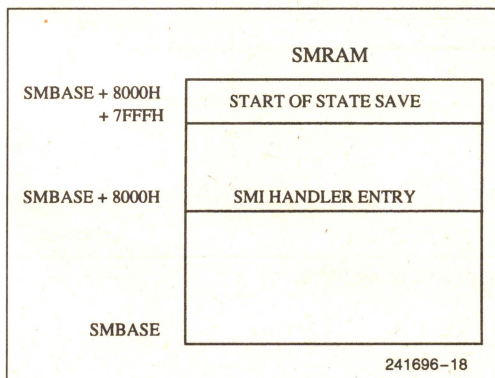 SMRAM
SMBASE + 8000H
+ 7FFFH
START OF STATE SAVE
SMBASE + 8000H
SMI HANDLER ENTRY
SMBASE
241696–18